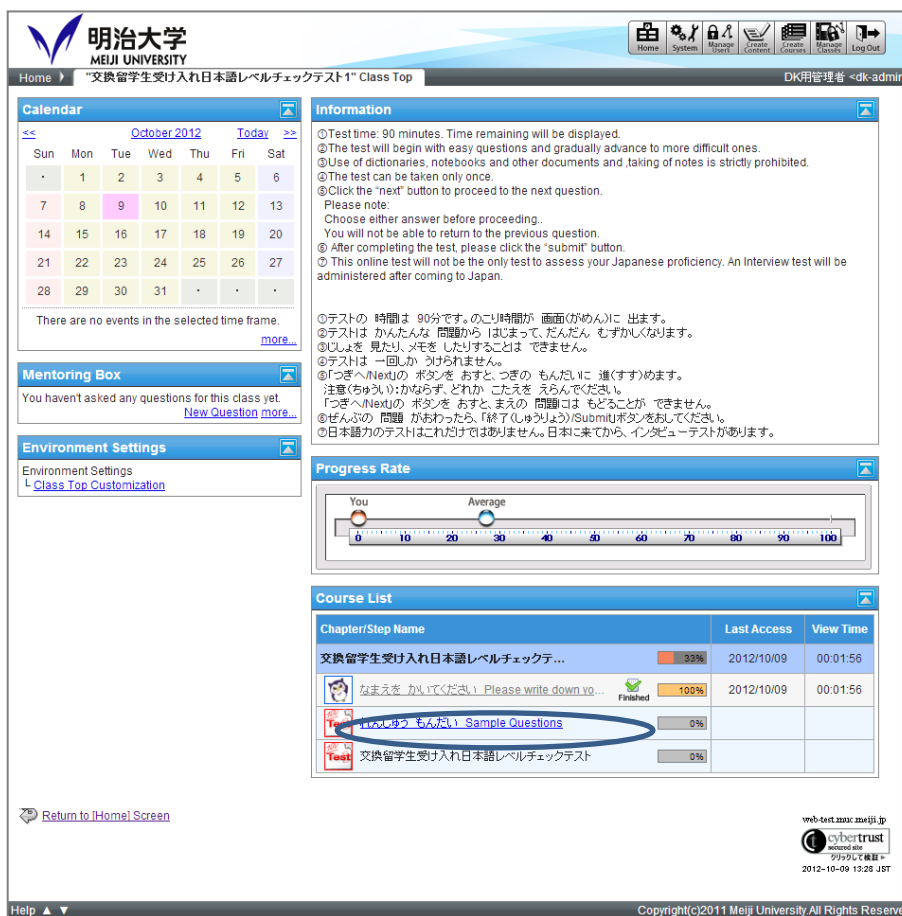 明治大学
MEIJI UNIVERSITY
Home
System
Manage Users
Create Content
Create Courses
Manage Classes
Log Out
Home
"交換留学生受け入れ日本語レベルチェックテスト1" Class Top
DK用管理者 <dk-admin
Calendar
<< October 2012 Today >>
Sun Mon Tue Wed Thu Fri Sat
・ 1 2 3 4 5 6
7 8 9 10 11 12 13
14 15 16 17 18 19 20
21 22 23 24 25 26 27
28 29 30 31 ・ ・ ・
There are no events in the selected time frame.
more...
Mentoring Box
You haven't asked any questions for this class yet.
New Question more...
Environment Settings
Environment Settings
└ Class Top Customization
Information
①Test time: 90 minutes. Time remaining will be displayed.
②The test will begin with easy questions and gradually advance to more difficult ones.
③Use of dictionaries, notebooks and other documents and ,taking of notes is strictly prohibited.
④The test can be taken only once.
⑤Click the "next" button to proceed to the next question.
Please note:
Choose either answer before proceeding..
You will not be able to return to the previous question.
⑥ After completing the test, please click the "submit" button.
⑦ This online test will not be the only test to assess your Japanese proficiency. An Interview test will be
administered after coming to Japan.
①テストの 時間は 90分です。のこり時間が 画面(がめん)に 出ます。
②テストは かんたんな 問題から はじまって、だんだん むずかしくなります。
③じしょを 見たり、メモを したりすることは できません。
④テストは 一回しか うけられません。
⑤「つぎへ/Next」の ボタンを おすと、つぎの もんだいに 進(すす)めます。
注意(ちゅうい):かならず、どれか こたえを えらんでください。
「つぎへ/Next」の ボタンを おすと、まえの 問題には もどることが できません。
⑥ぜんぶの 問題 がおわったら、「終了(しゅうりょう)/Submit」ボタンをおしてください。
⑦日本語力のテストはこれだけではありません。日本に来てから、インタビューテストがあります。
Progress Rate
You Average
0 10 20 30 40 50 60 70 80 90 100
Course List
Chapter/Step Name Last Access View Time
交換留学生受け入れ日本語レベルチェックテ... 33% 2012/10/09 00:01:56
なまえを かいてください Please write down yo... Finished 100% 2012/10/09 00:01:56
Test れんしゅう もんだい Sample Questions 0%
Test 交換留学生受け入れ日本語レベルチェックテスト 0%
Return to [Home] Screen
web-test.muc.meiji.jp
cybertrust
secured site
クリックして検証
2012-10-09 13:28 JST
Help ▲ ▼
Copyright(c)2011 Meiji University.All Rights Reserve